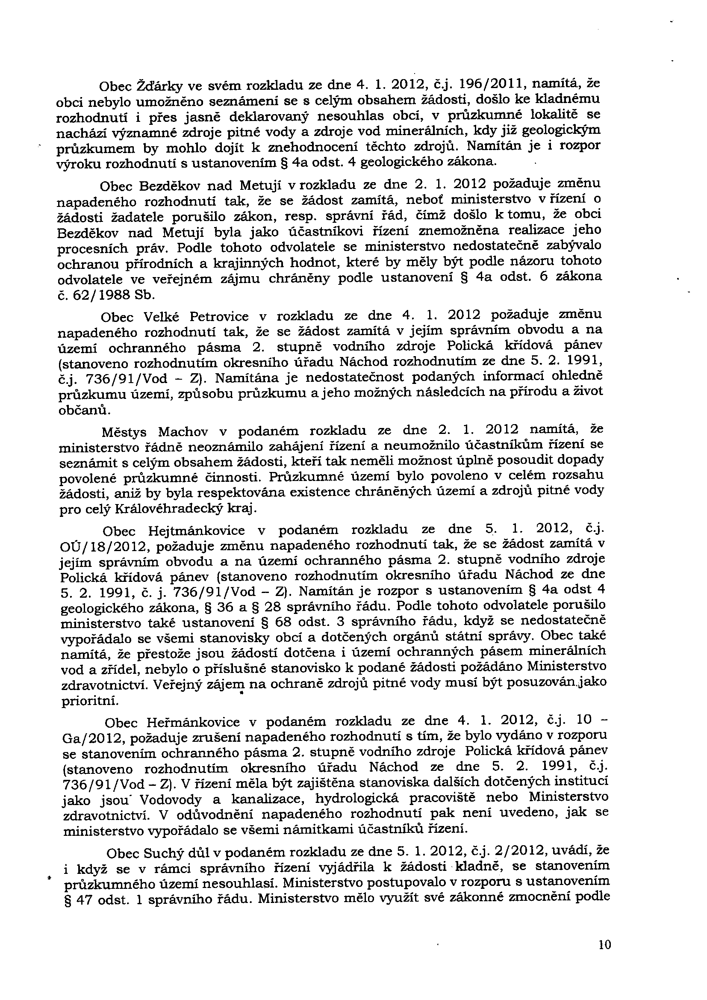 Obec Žďárky ve svém rozkladu ze dne 4. 1. 2012, č.j. 196/2011, namítá, že
obci nebylo umožněno seznámení se s celým obsahem žádosti, došlo ke kladnému
rozhodnutí i přes jasně deklarovaný nesouhlas obcí, v průzkumné lokalitě se
nachází významné zdroje pitné vody a zdroje vod minerálních, kdy již geologickým
průzkumem by mohlo dojít k znehodnocení těchto zdrojů. Namítán je i rozpor
výroku rozhodnutí s ustanovením § 4a odst. 4 geologického zákona.
Obec Bezděkov nad Metují v rozkladu ze dne 2. 1. 2012 požaduje změnu
napadeného rozhodnutí tak, že se žádost zamítá, neboť ministerstvo v řízení o
žádosti žadatele porušilo zákon, resp. správní řád, čímž došlo k tomu, že obci
Bezděkov nad Metují byla jako účastníkovi řízení znemožněna realizace jeho
procesních práv. Podle tohoto odvolatele se ministerstvo nedostatečně zabývalo
ochranou přírodních a krajinných hodnot, které by měly být podle názoru tohoto
odvolatele ve veřejném zájmu chráněny podle ustanovení § 4a odst. 6 zákona
č. 62/1988 Sb.
Obec Velké Petrovice v rozkladu ze dne 4. 1. 2012 požaduje změnu
napadeného rozhodnutí tak, že se žádost zamítá v jejím správním obvodu a na
území ochranného pásma 2. stupně vodního zdroje Polická křídová pánev
(stanoveno rozhodnutím okresního úřadu Náchod rozhodnutím ze dne 5. 2. 1991,
č.j. 736/91/Vod – Z). Namítána je nedostatečnost podaných informací ohledně
průzkumu území, způsobu průzkumu a jeho možných následcích na přírodu a život
občanů.
Městys Machov v podaném rozkladu ze dne 2. 1. 2012 namítá, že
ministerstvo řádně neoznámilo zahájení řízení a neumožnilo účastníkům řízení se
seznámit s celým obsahem žádosti, kteří tak neměli možnost úplně posoudit dopady
povolené průzkumné činnosti. Průzkumné území bylo povoleno v celém rozsahu
žádosti, aniž by byla respektována existence chráněných území a zdrojů pitné vody
pro celý Královéhradecký kraj.
Obec Hejtmánkovice v podaném rozkladu ze dne 5. 1. 2012, č.j.
OÚ/18/2012, požaduje změnu napadeného rozhodnutí tak, že se žádost zamítá v
jejím správním obvodu a na území ochranného pásma 2. stupně vodního zdroje
Polická křídová pánev (stanoveno rozhodnutím okresního úřadu Náchod ze dne
5. 2. 1991, č. j. 736/91/Vod – Z). Namítán je rozpor s ustanovením § 4a odst 4
geologického zákona, § 36 a § 28 správního řádu. Podle tohoto odvolatele porušilo
ministerstvo také ustanovení § 68 odst. 3 správního řádu, když se nedostatečně
vypořádalo se všemi stanovisky obcí a dotčených orgánů státní správy. Obec také
namítá, že přestože jsou žádostí dotčena i území ochranných pásem minerálních
vod a zřídel, nebylo o příslušné stanovisko k podané žádosti požádáno Ministerstvo
zdravotnictví. Veřejný zájem na ochraně zdrojů pitné vody musí být posuzován jako
prioritní.
Obec Heřmánkovice v podaném rozkladu ze dne 4. 1. 2012, č.j. 10 –
Ga/2012, požaduje zrušení napadeného rozhodnutí s tím, že bylo vydáno v rozporu
se stanovením ochranného pásma 2. stupně vodního zdroje Polická křídová pánev
(stanoveno rozhodnutím okresního úřadu Náchod ze dne 5. 2. 1991, č.j.
736/91/Vod – Z). V řízení měla být zajištěna stanoviska dalších dotčených institucí
jako jsou Vodovody a kanalizace, hydrologická pracoviště nebo Ministerstvo
zdravotnictví. V odůvodnění napadeného rozhodnutí pak není uvedeno, jak se
ministerstvo vypořádalo se všemi námitkami účastníků řízení.
Obec Suchý důl v podaném rozkladu ze dne 5. 1. 2012, č.j. 2/2012, uvádí, že
i když se v rámci správního řízení vyjádřila k žádosti kladně, se stanovením
průzkumného území nesouhlasí. Ministerstvo postupovalo v rozporu s ustanovením
§ 47 odst. 1 správního řádu. Ministerstvo mělo využít své zákonné zmocnění podle
10